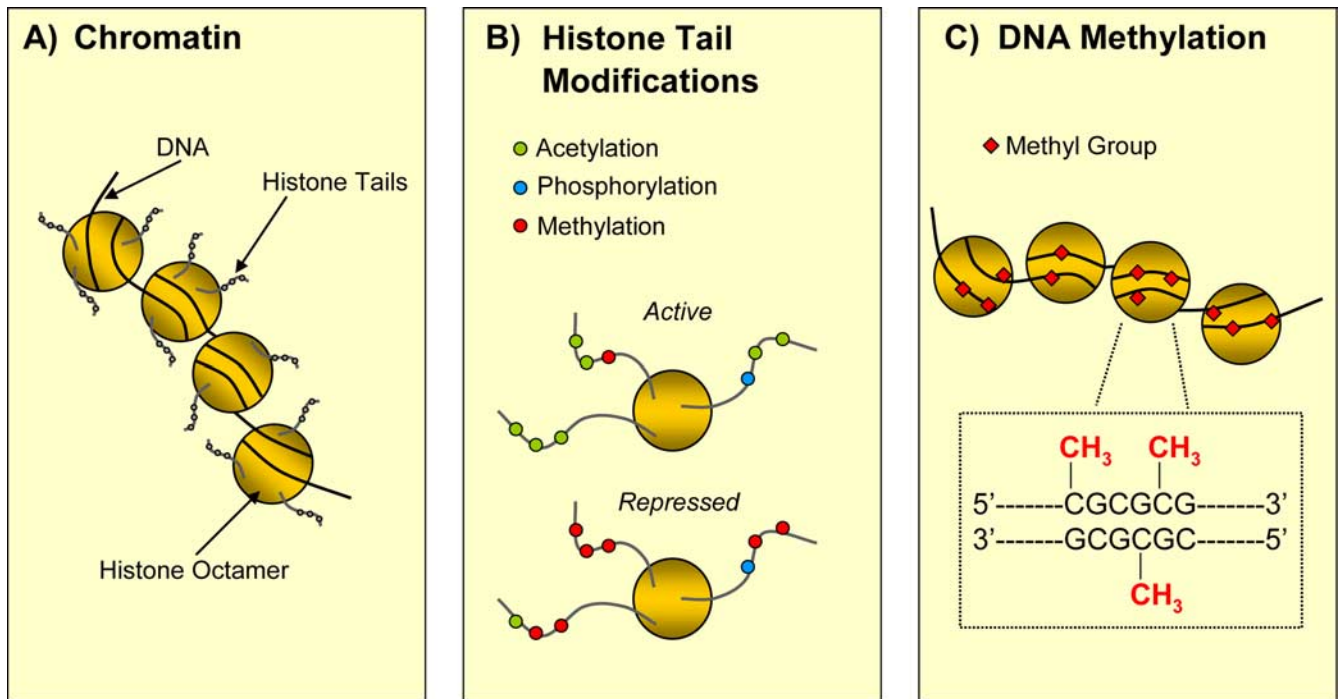 A) Chromatin
DNA
Histone Tails
Histone Octamer
B) Histone Tail
Modifications
Acetylation
Phosphorylation
Methylation
Active
Repressed
C) DNA Methylation
Methyl Group
CH₃ CH₃
5’-------CGCGCG-------3’
3’-------GCGCGC-------5’
CH₃